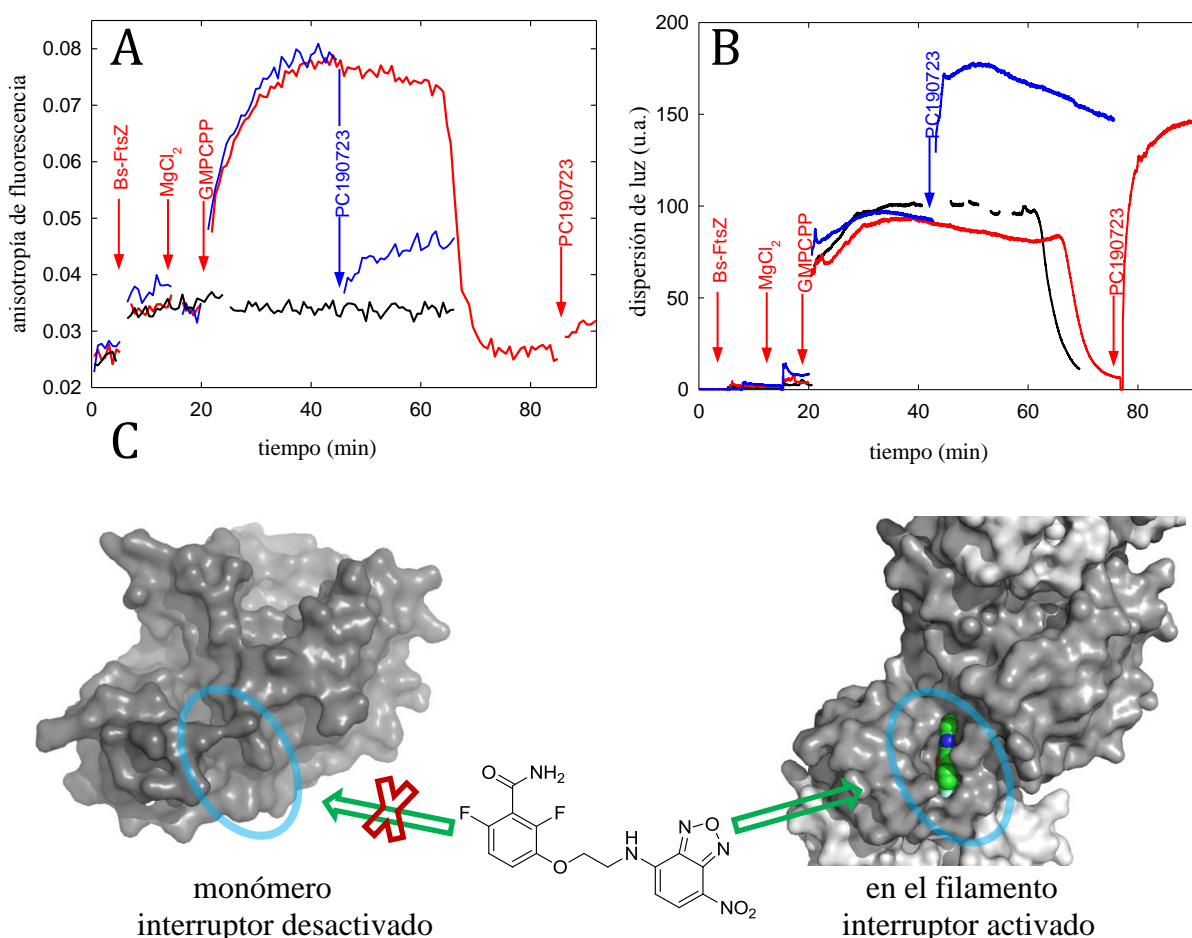 A
anisotropía de fluorescencia
0.08
0.07
0.06
0.05
0.04
0.03
0.02
Bs-FtsZ
MgCl₂
GMPCPP
PC190723
PC190723
0
20
40
60
80
tiempo (min)
B
dispersión de luz (u.a.)
200
150
100
50
0
Bs-FtsZ
MgCl₂
GMPCPP
PC190723
PC190723
0
20
40
60
80
tiempo (min)
C
O
NH₂
F
F
O
H
N
N
O
N
NO₂
monómero
interruptor desactivado
en el filamento
interruptor activado